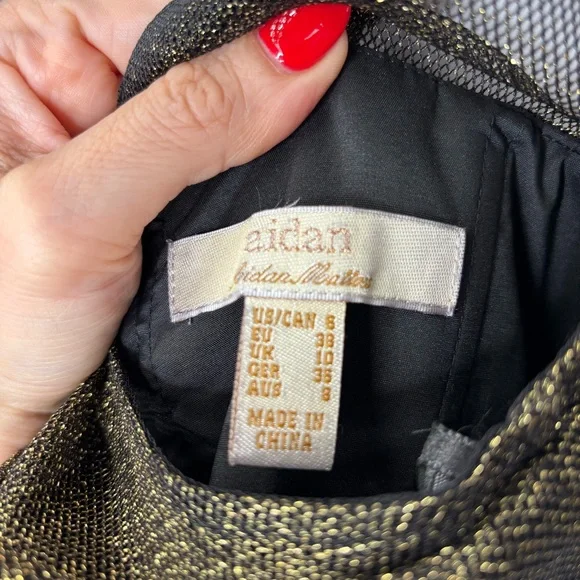 aidan
Aidan Mattox
US/CAN 6
EU 38
UK 10
GER 36
AUS 8
MADE IN
CHINA